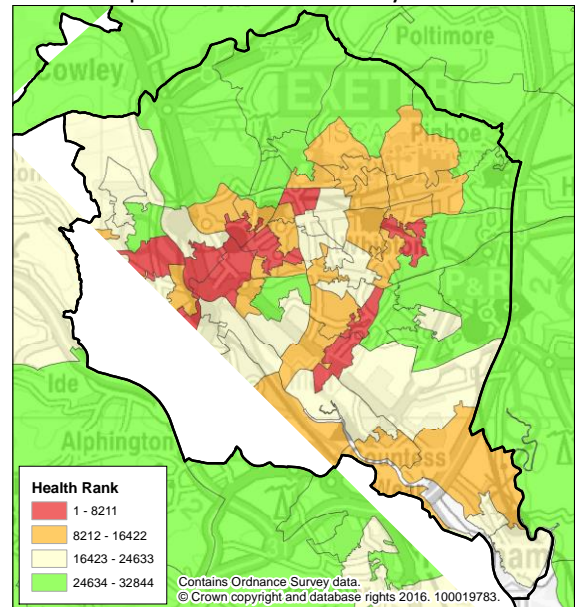 Poltimore
Cowley
EXETER
Pinhoe
P & R
Ide
Alphington
Health Rank
1 - 8211
8212 - 16422
16423 - 24633
24634 - 32844
Contains Ordnance Survey data.
© Crown copyright and database rights 2016. 100019783.